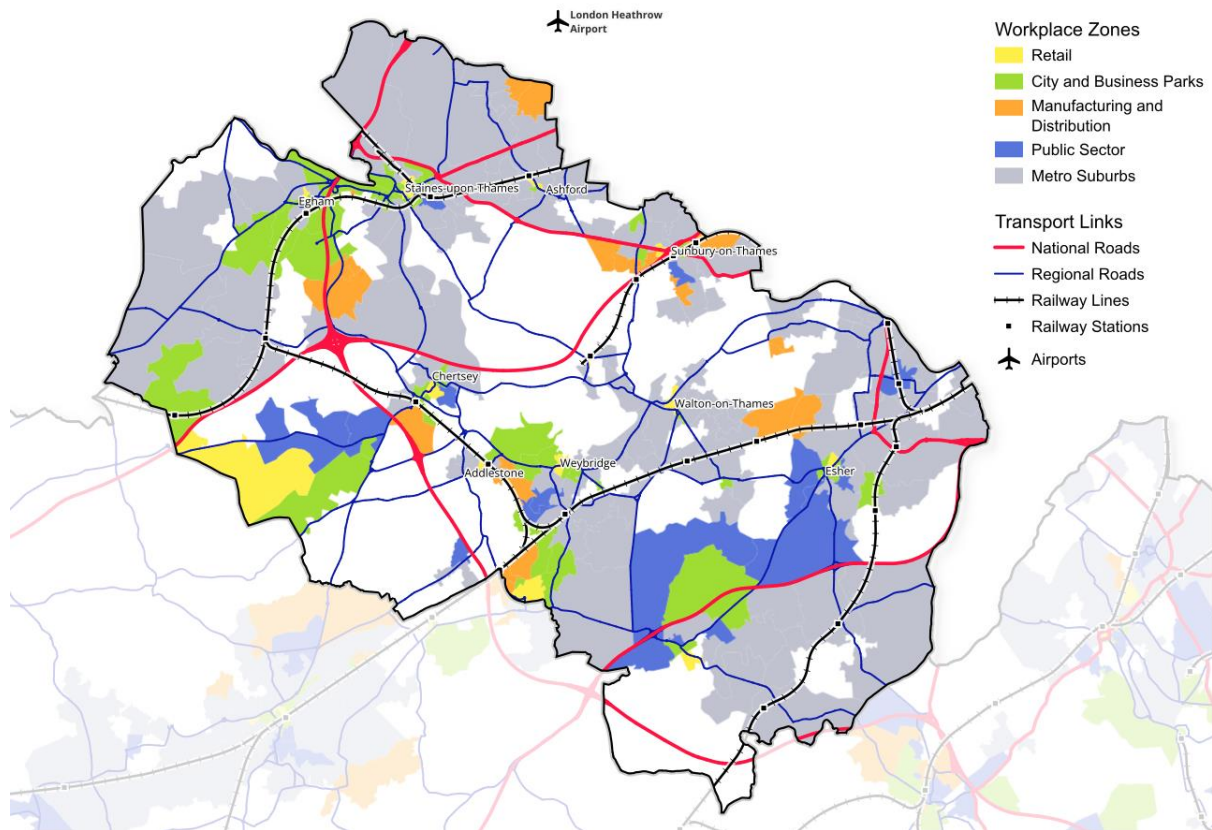 London Heathrow
Airport
Workplace Zones
Retail
City and Business Parks
Manufacturing and
Distribution
Public Sector
Metro Suburbs
Transport Links
National Roads
Regional Roads
Railway Lines
Railway Stations
Airports
Staines-upon-Thames
Ashford
Egham
Sunbury-on-Thames
Chertsey
Walton-on-Thames
Addlestone
Weybridge
Esher